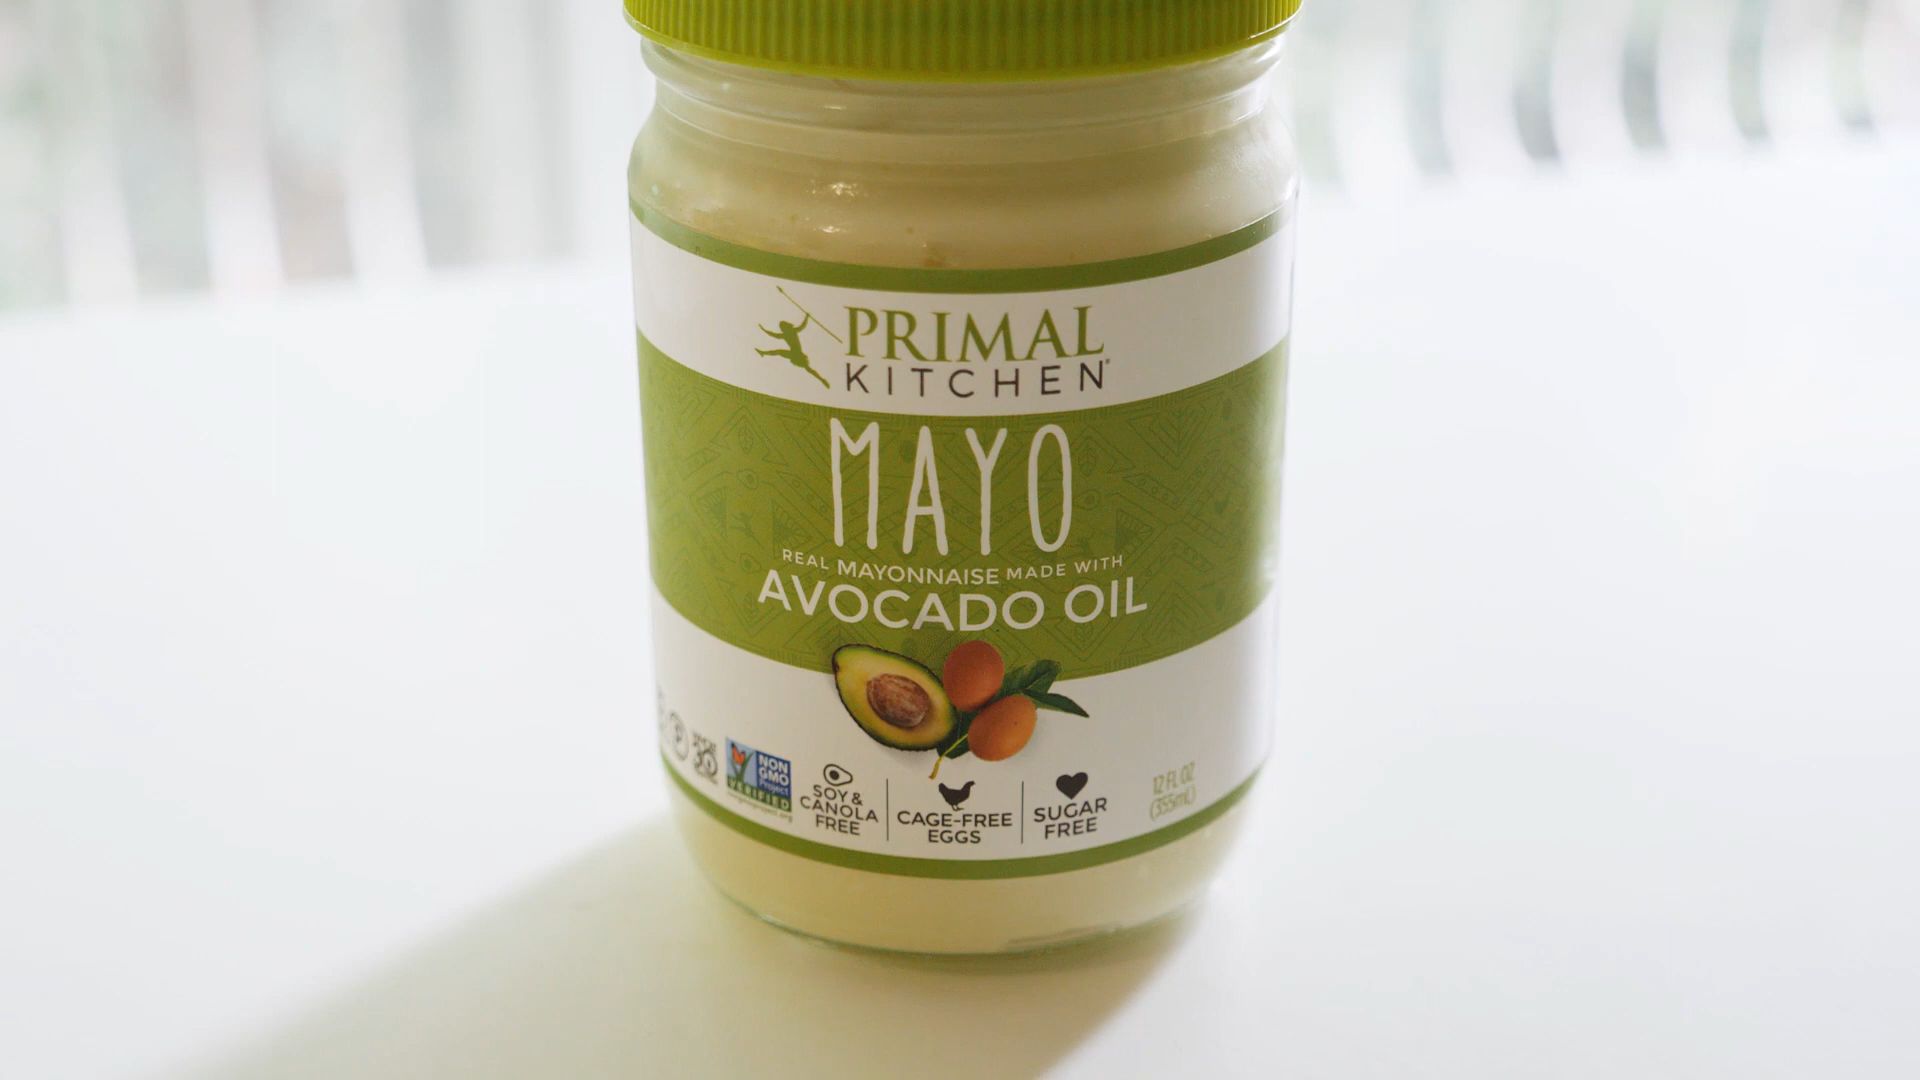 PRIMAL
KITCHEN
MAYO
REAL MAYONNAISE MADE WITH
AVOCADO OIL
NON
GMO
Project
VERIFIED
SOY &
CANOLA
FREE
CAGE-FREE
EGGS
SUGAR
FREE
12 FL OZ
(355mL)